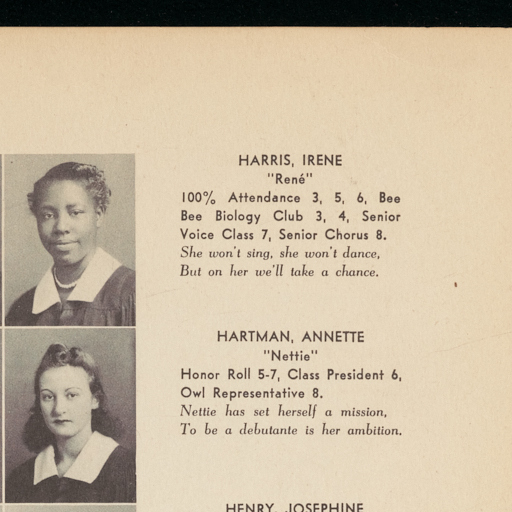 HARRIS, IRENE
"René"
100% Attendance 3, 5, 6, Bee
Bee Biology Club 3, 4, Senior
Voice Class 7, Senior Chorus 8.
She won't sing, she won't dance,
But on her we'll take a chance.
HARTMAN, ANNETTE
"Nettie"
Honor Roll 5-7, Class President 6,
Owl Representative 8.
Nettie has set herself a mission,
To be a debutante is her ambition.
HENRY, JOSEPHINE